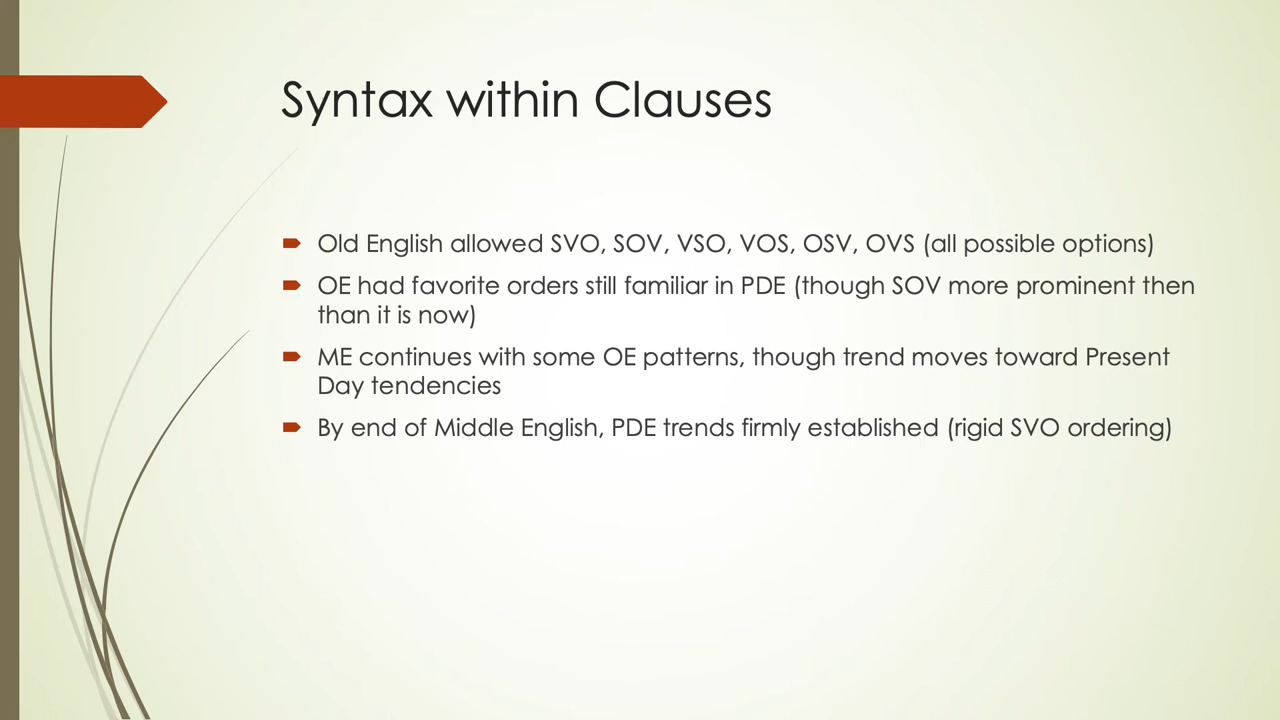 Syntax within Clauses
Old English allowed SVO, SOV, VSO, VOS, OSV, OVS (all possible options)
OE had favorite orders still familiar in PDE (though SOV more prominent then
than it is now)
ME continues with some OE patterns, though trend moves toward Present
Day tendencies
By end of Middle English, PDE trends firmly established (rigid SVO ordering)